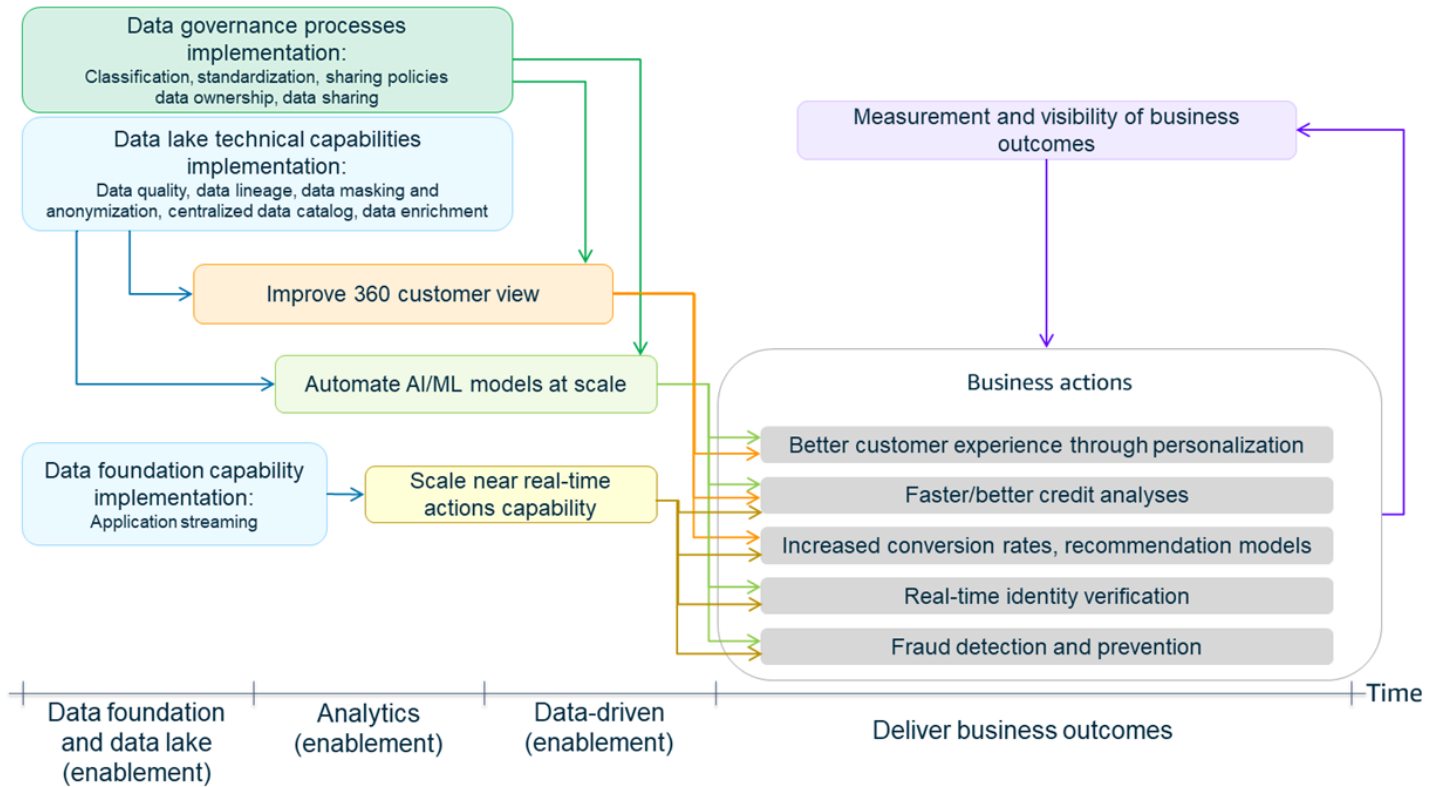 Data governance processes
implementation:
Classification, standardization, sharing policies
data ownership, data sharing
Data lake technical capabilities
implementation:
Data quality, data lineage, data masking and
anonymization, centralized data catalog, data enrichment
Measurement and visibility of business
outcomes
Improve 360 customer view
Automate AI/ML models at scale
Data foundation capability
implementation:
Application streaming
Scale near real-time
actions capability
Business actions
Better customer experience through personalization
Faster/better credit analyses
Increased conversion rates, recommendation models
Real-time identity verification
Fraud detection and prevention
Time
Data foundation
and data lake
(enablement)
Analytics
(enablement)
Data-driven
(enablement)
Deliver business outcomes